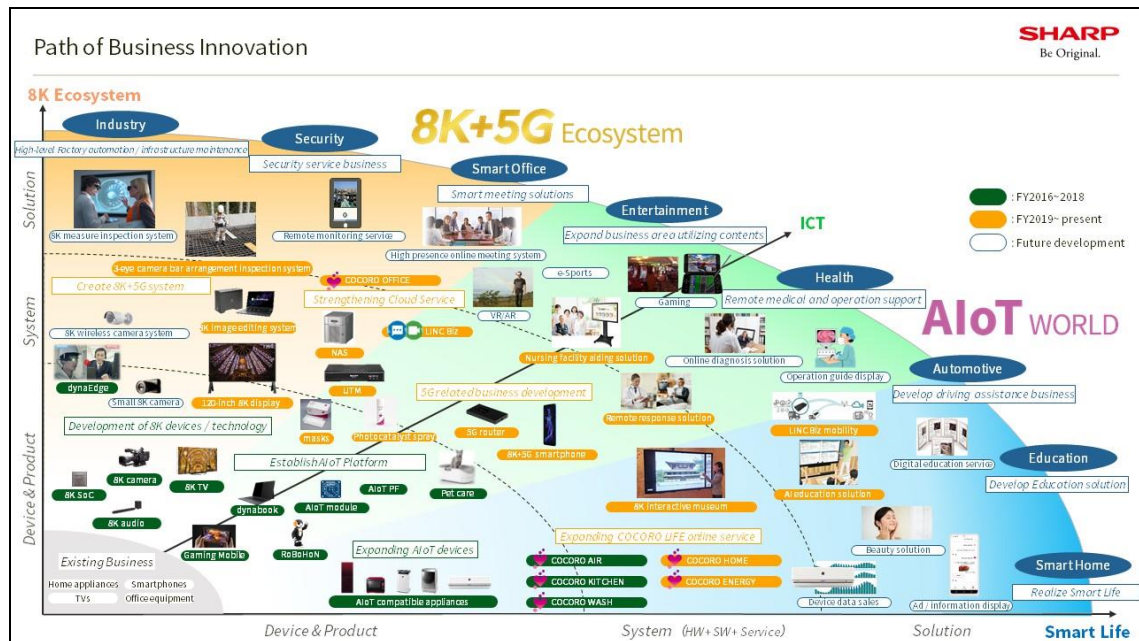 Path of Business Innovation
SHARP
Be Original.
8K Ecosystem
8K+5G Ecosystem
Industry
High-level Factory automation / infrastructure maintenance
Security
Security service business
Smart Office
Smart meeting solutions
Entertainment
Expand business area utilizing contents
ICT
: FY2016~2018
: FY2019~ present
: Future development
Solution
8K measure inspection system
Remote monitoring service
High presence online meeting system
3-eye camera bar arrangement inspection system
COCORO OFFICE
e-Sports
Gaming
Health
Remote medical and operation support
AIoT WORLD
System
Create 8K+5G system
Strengthening Cloud Service
VR/AR
8K wireless camera system
8K image editing system
NAS
LINC Biz
Nursing facility aiding solution
Online diagnosis solution
Operation guide display
Automotive
Develop driving assistance business
dynaEdge
Small 8K camera
120-inch 8K display
UTM
5G related business development
Remote response solution
LINC Biz mobility
Device & Product
Development of 8K devices / technology
masks
Photocatalyst spray
5G router
8K+5G smartphone
Digital education service
Education
Develop Education solution
Establish AIoT Platform
8K SoC
8K camera
8K TV
dynabook
AIoT module
AIoT PF
Pet care
8K interactive museum
AI education solution
8K audio
Gaming Mobile
RoBoHoN
Expanding AIoT devices
Expanding COCORO LIFE online service
Beauty solution
Existing Business
Home appliances
Smartphones
TVs
Office equipment
AIoT compatible appliances
COCORO AIR
COCORO HOME
COCORO KITCHEN
COCORO ENERGY
COCORO WASH
Device data sales
Ad / information display
Smart Home
Realize Smart Life
Device & Product
System (HW+ SW+ Service)
Solution
Smart Life